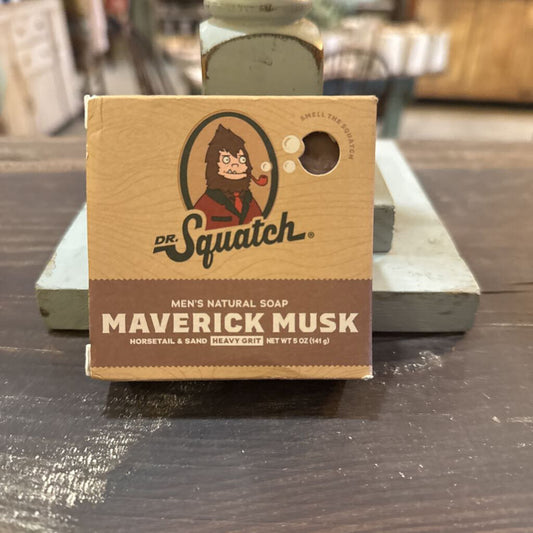 SMELL THE SQUATCH
DR.
Squatch®
MEN'S NATURAL SOAP
MAVERICK MUSK
HORSETAIL & SAND HEAVY GRIT NET WT 5 OZ (141 g)